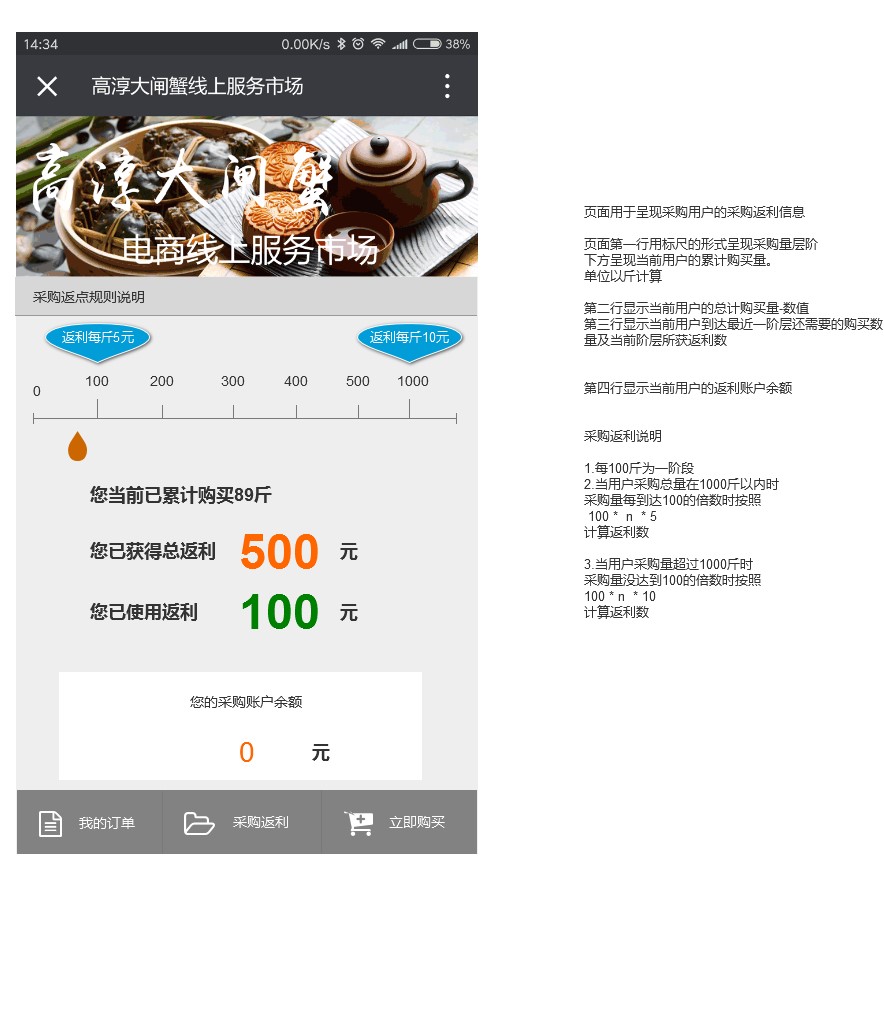 14:34
0.00K/s
38%
高淳大闸蟹线上服务市场
高淳大闸蟹
电商线上服务市场
采购返点规则说明
返利每斤5元
返利每斤10元
0
100
200
300
400
500
1000
您当前已累计购买89斤
您已获得总返利 500 元
您已使用返利 100 元
您的采购账户余额
0 元
我的订单
采购返利
立即购买
页面用于呈现采购用户的采购返利信息
页面第一行用标尺的形式呈现采购量层阶
下方呈现当前用户的累计购买量。
单位以斤计算
第二行显示当前用户的总计购买量-数值
第三行显示当前用户到达最近一阶层还需要的购买数
量及当前阶层所获返利数
第四行显示当前用户的返利账户余额
采购返利说明
1.每100斤为一阶段
2.当用户采购总量在1000斤以内时
采购量每到达100的倍数时按照
100 * n * 5
计算返利数
3.当用户采购量超过1000斤时
采购量没达到100的倍数时按照
100 * n * 10
计算返利数